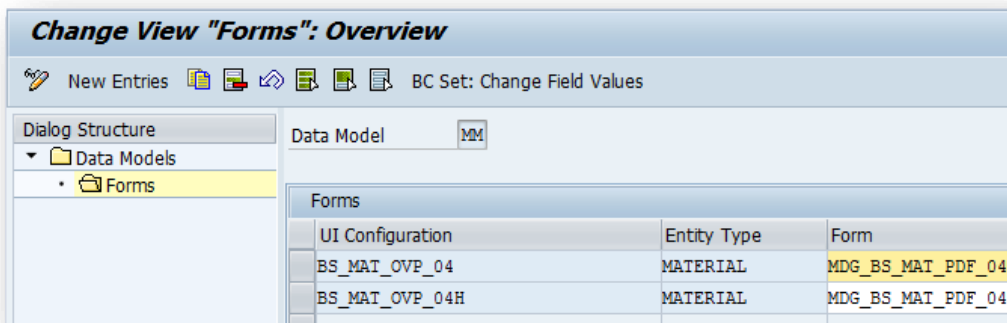 Change View "Forms": Overview
New Entries BC Set: Change Field Values
Dialog Structure
Data Models
Forms
Data Model MM
Forms
UI Configuration Entity Type Form
BS_MAT_OVP_04 MATERIAL MDG_BS_MAT_PDF_04
BS_MAT_OVP_04H MATERIAL MDG_BS_MAT_PDF_04